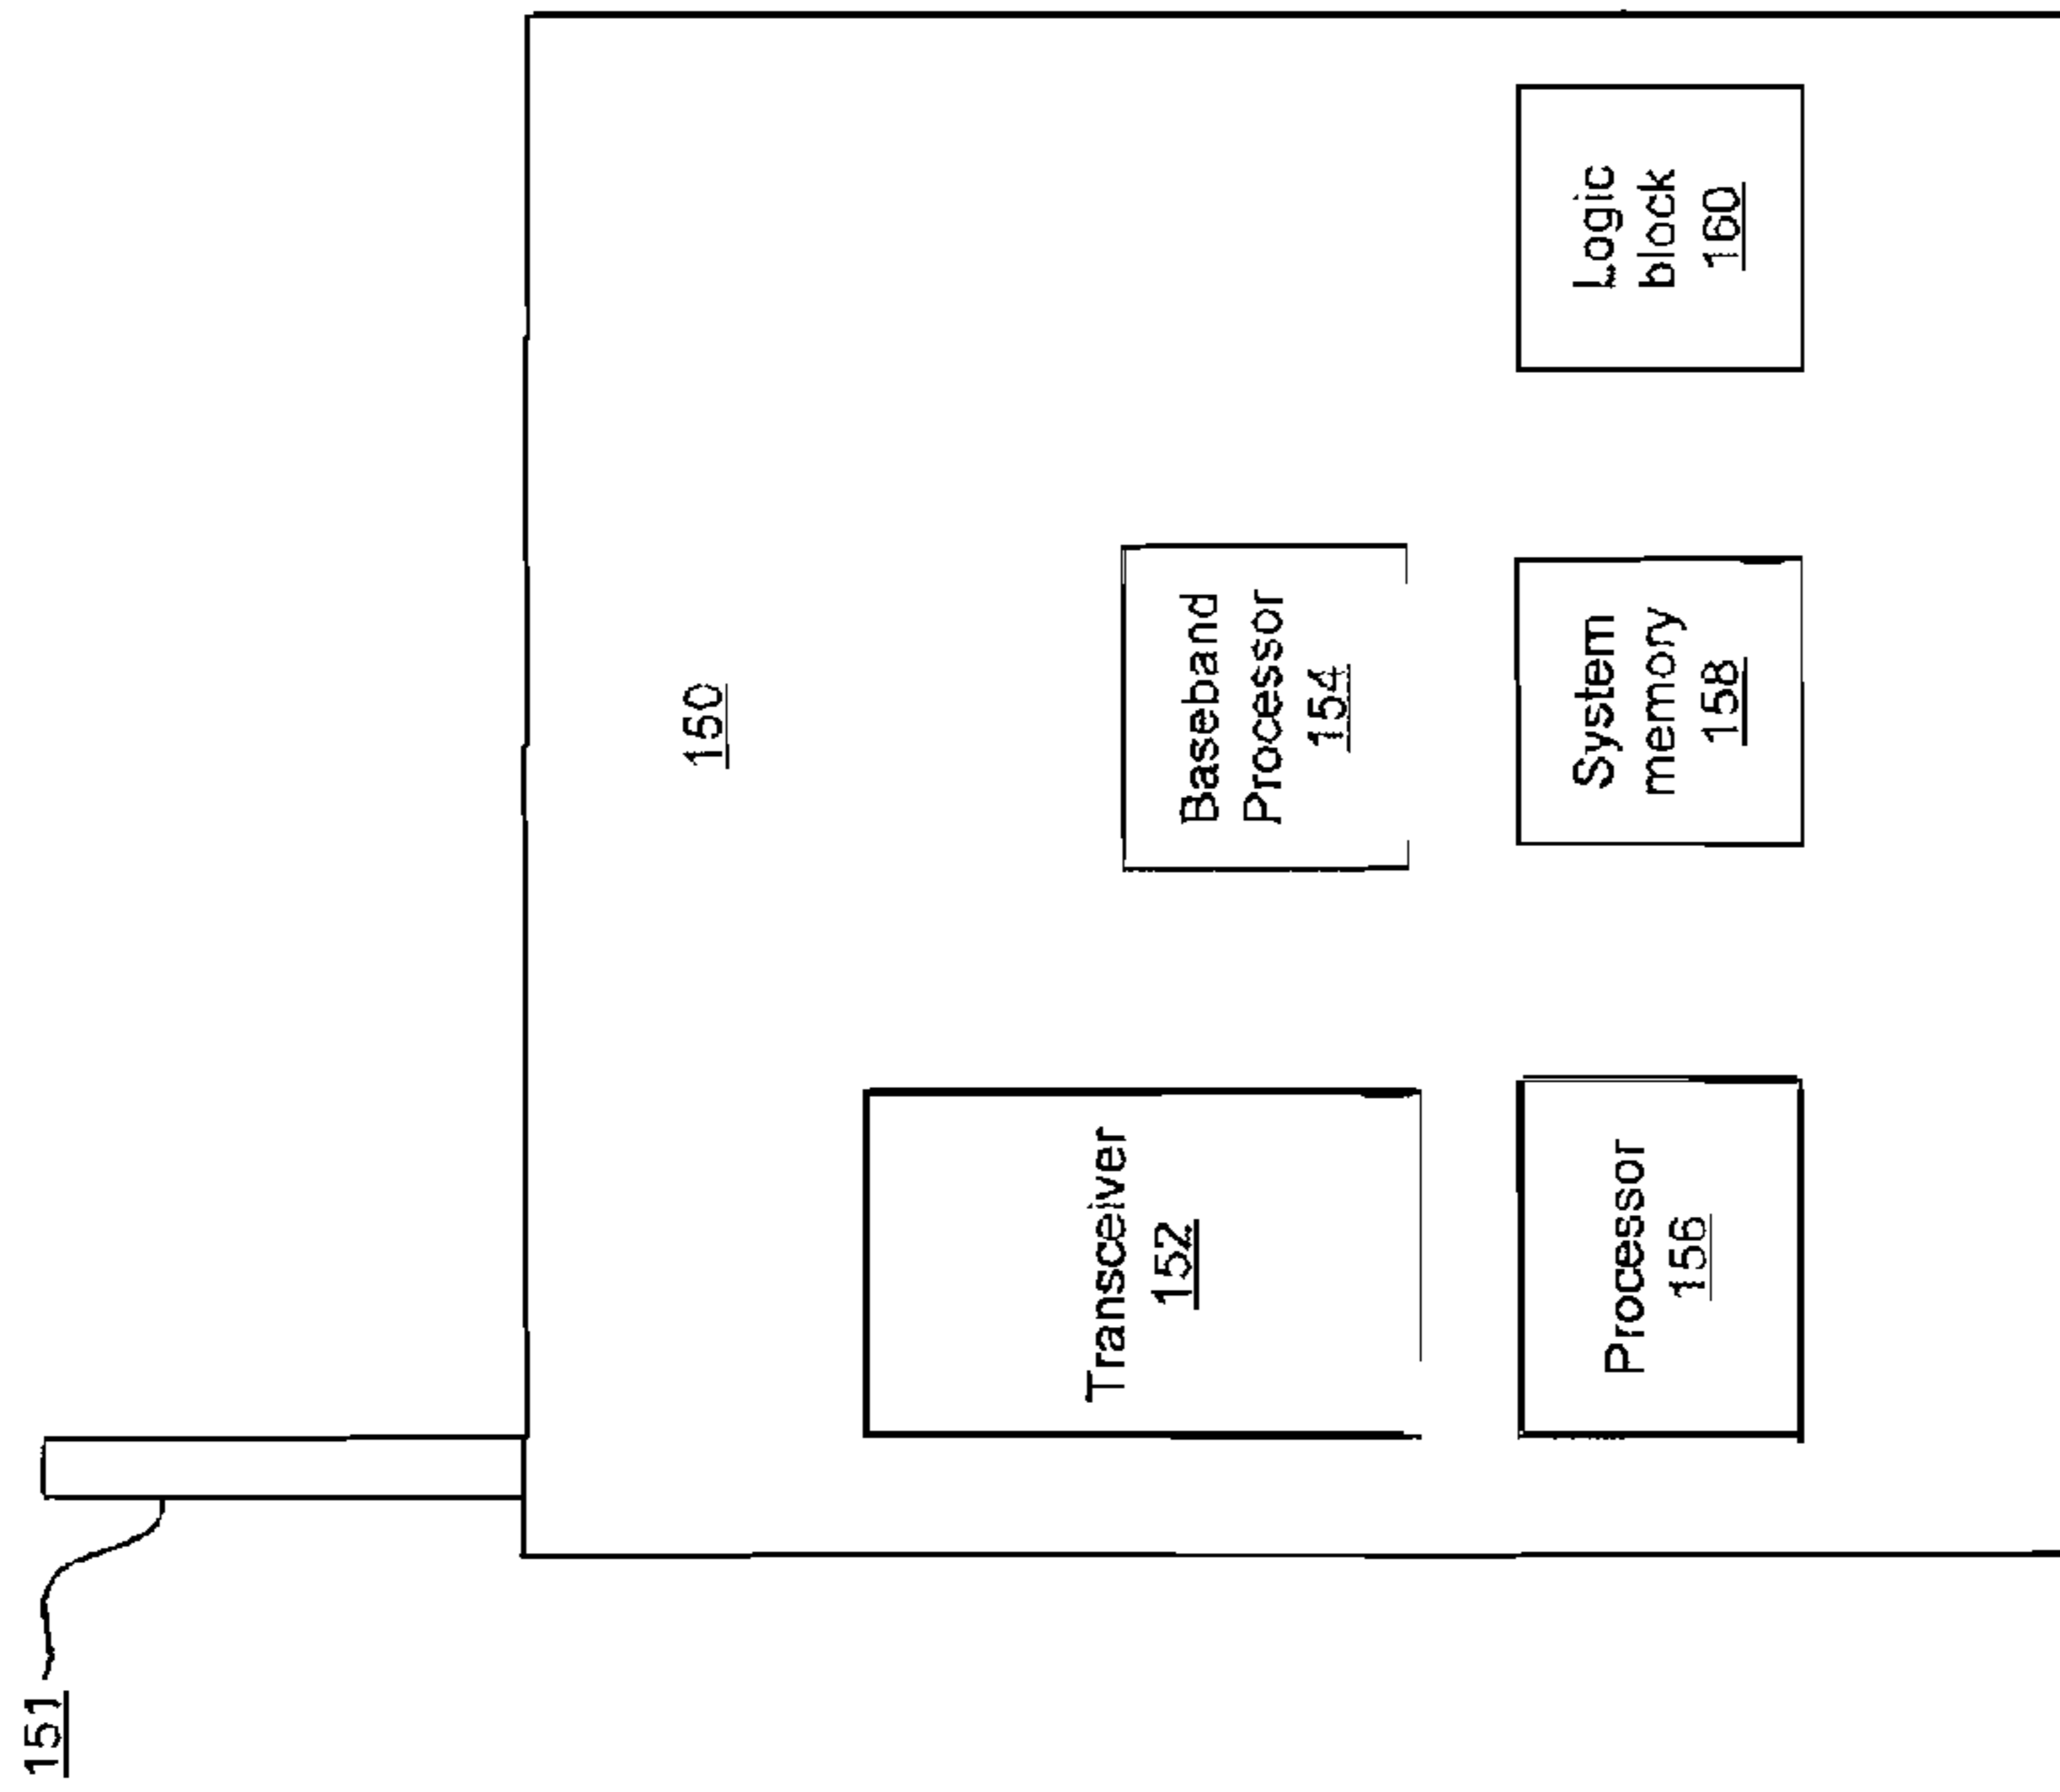 151
150
Transceiver
152
Baseband
Processor
154
Processor
156
System
memory
158
Logic
block
160